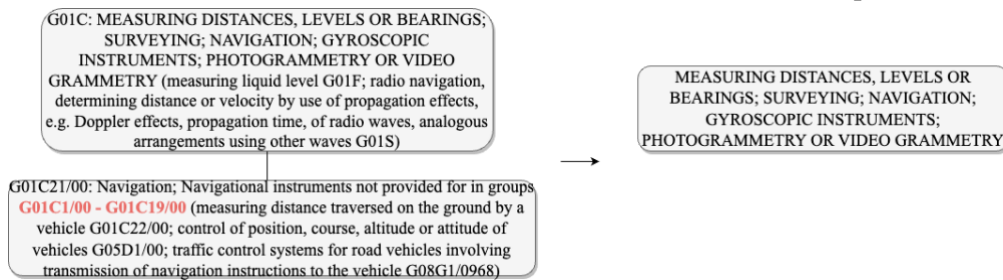 G01C: MEASURING DISTANCES, LEVELS OR BEARINGS;
SURVEYING; NAVIGATION; GYROSCOPIC
INSTRUMENTS; PHOTOGRAMMETRY OR VIDEO
GRAMMETRY (measuring liquid level G01F; radio navigation,
determining distance or velocity by use of propagation effects,
e.g. Doppler effects, propagation time, of radio waves, analogous
arrangements using other waves G01S)
G01C21/00: Navigation; Navigational instruments not provided for in groups
G01C1/00 - G01C19/00 (measuring distance traversed on the ground by a
vehicle G01C22/00; control of position, course, altitude or attitude of
vehicles G05D1/00; traffic control systems for road vehicles involving
transmission of navigation instructions to the vehicle G08G1/0968)
MEASURING DISTANCES, LEVELS OR
BEARINGS; SURVEYING; NAVIGATION;
GYROSCOPIC INSTRUMENTS;
PHOTOGRAMMETRY OR VIDEO GRAMMETRY